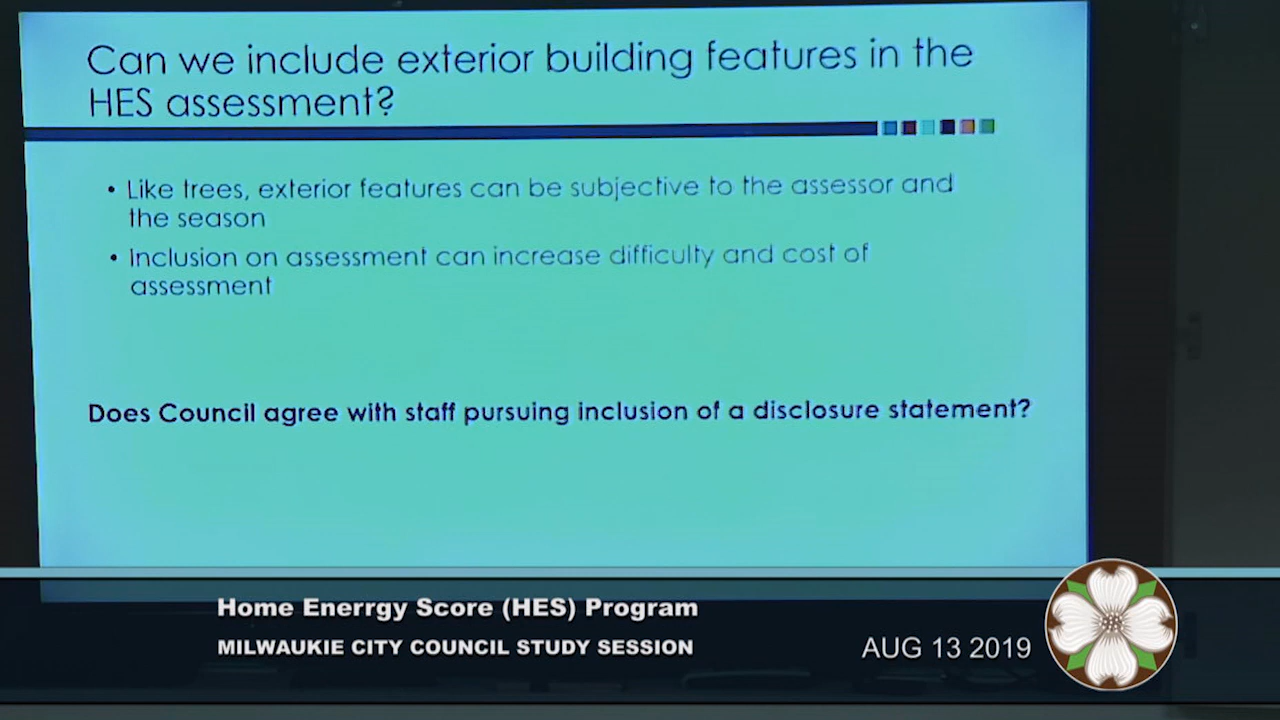 Can we include exterior building features in the
HES assessment?
• Like trees, exterior features can be subjective to the assessor and
the season
• Inclusion on assessment can increase difficulty and cost of
assessment
Does Council agree with staff pursuing inclusion of a disclosure statement?
Home Enerrgy Score (HES) Program
MILWAUKIE CITY COUNCIL STUDY SESSION
AUG 13 2019